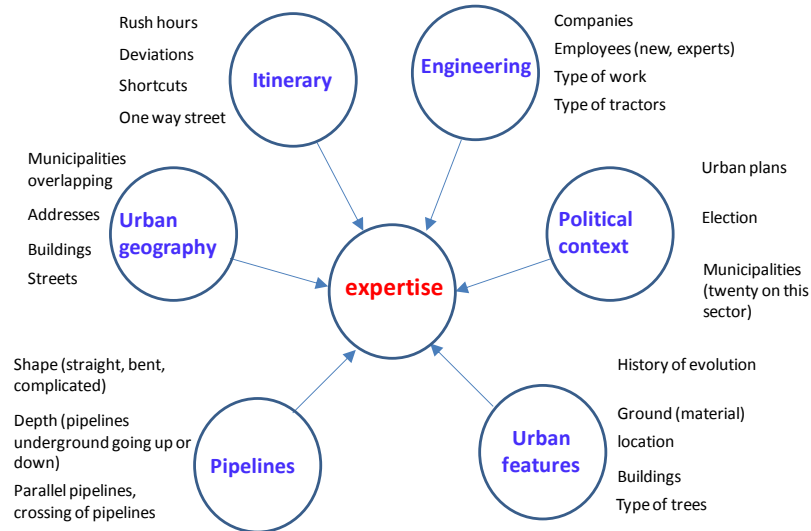 Rush hours
Deviations
Shortcuts
One way street
Itinerary
Engineering
Companies
Employees (new, experts)
Type of work
Type of tractors
Municipalities
overlapping
Addresses
Buildings
Streets
Urban
geography
expertise
Political
context
Urban plans
Election
Municipalities
(twenty on this
sector)
Shape (straight, bent,
complicated)
Depth (pipelines
underground going up or
down)
Parallel pipelines,
crossing of pipelines
Pipelines
Urban
features
History of evolution
Ground (material)
location
Buildings
Type of trees